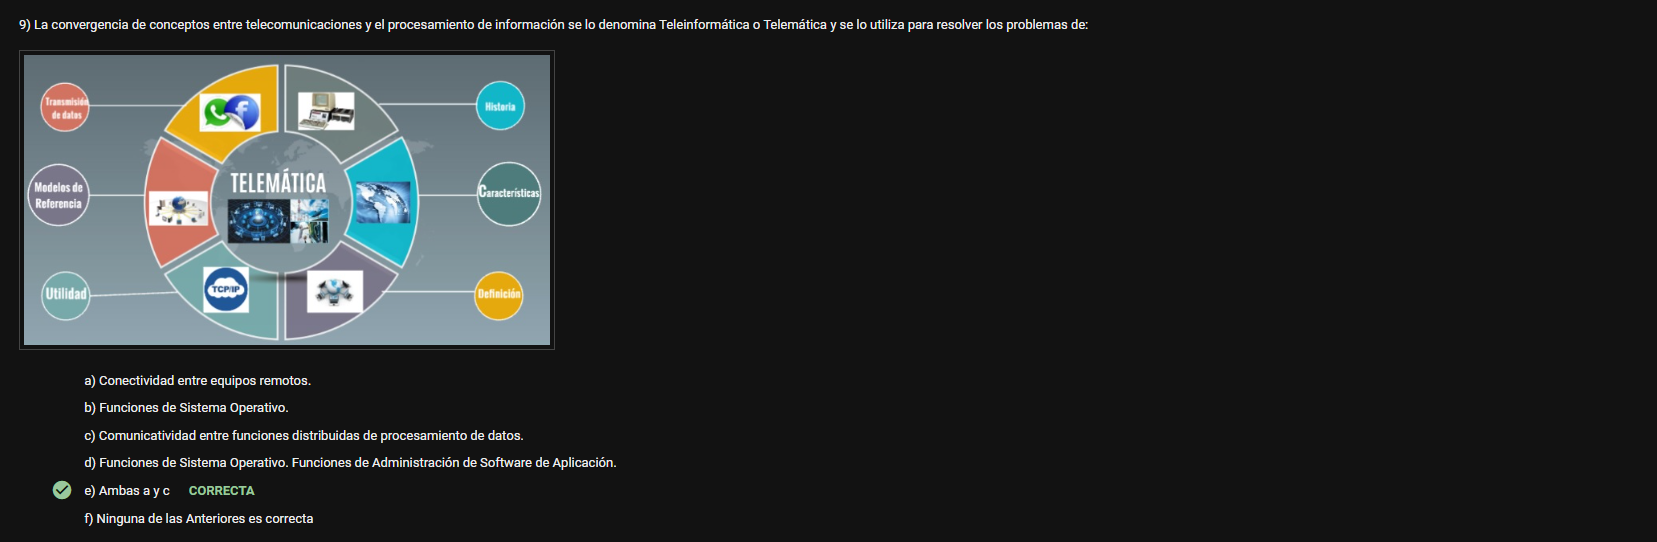 9) La convergencia de conceptos entre telecomunicaciones y el procesamiento de información se lo denomina Teleinformática o Telemática y se lo utiliza para resolver los problemas de:
Transmisión
de datos
Historia
Modelos de
Referencia
TELEMÁTICA
Características
Utilidad
TCP/IP
Definición
a) Conectividad entre equipos remotos.
b) Funciones de Sistema Operativo.
c) Comunicatividad entre funciones distribuidas de procesamiento de datos.
d) Funciones de Sistema Operativo. Funciones de Administración de Software de Aplicación.
e) Ambas a y c CORRECTA
f) Ninguna de las Anteriores es correcta